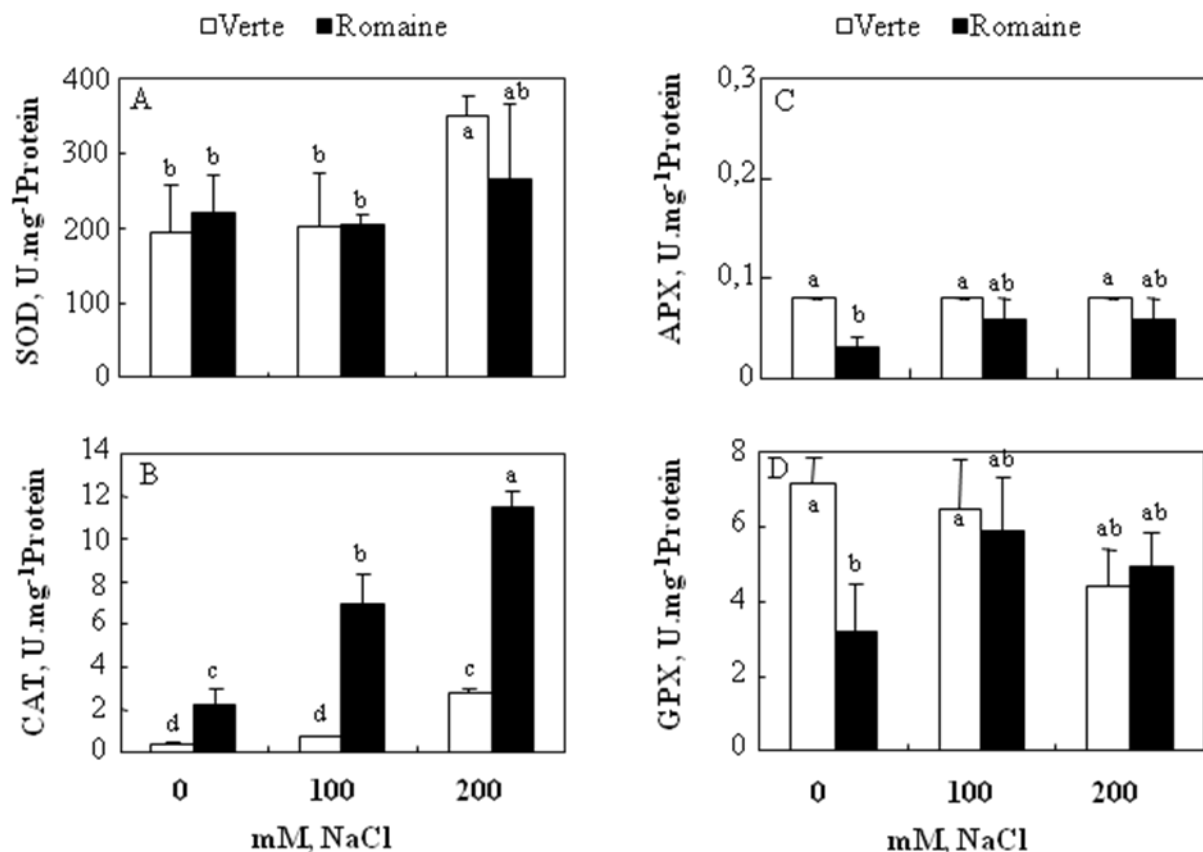 Verte Romaine
A
SOD, U.mg-1Protein
400
300
200
100
0
b b b b a ab
B
CAT, U.mg-1Protein
14
12
10
8
6
4
2
0
d c d b c a
0 100 200
mM, NaCl
Verte Romaine
C
APX, U.mg-1Protein
0,3
0,2
0,1
0
a b a ab a ab
D
GPX, U.mg-1Protein
8
6
4
2
0
a b a ab ab ab
0 100 200
mM, NaCl